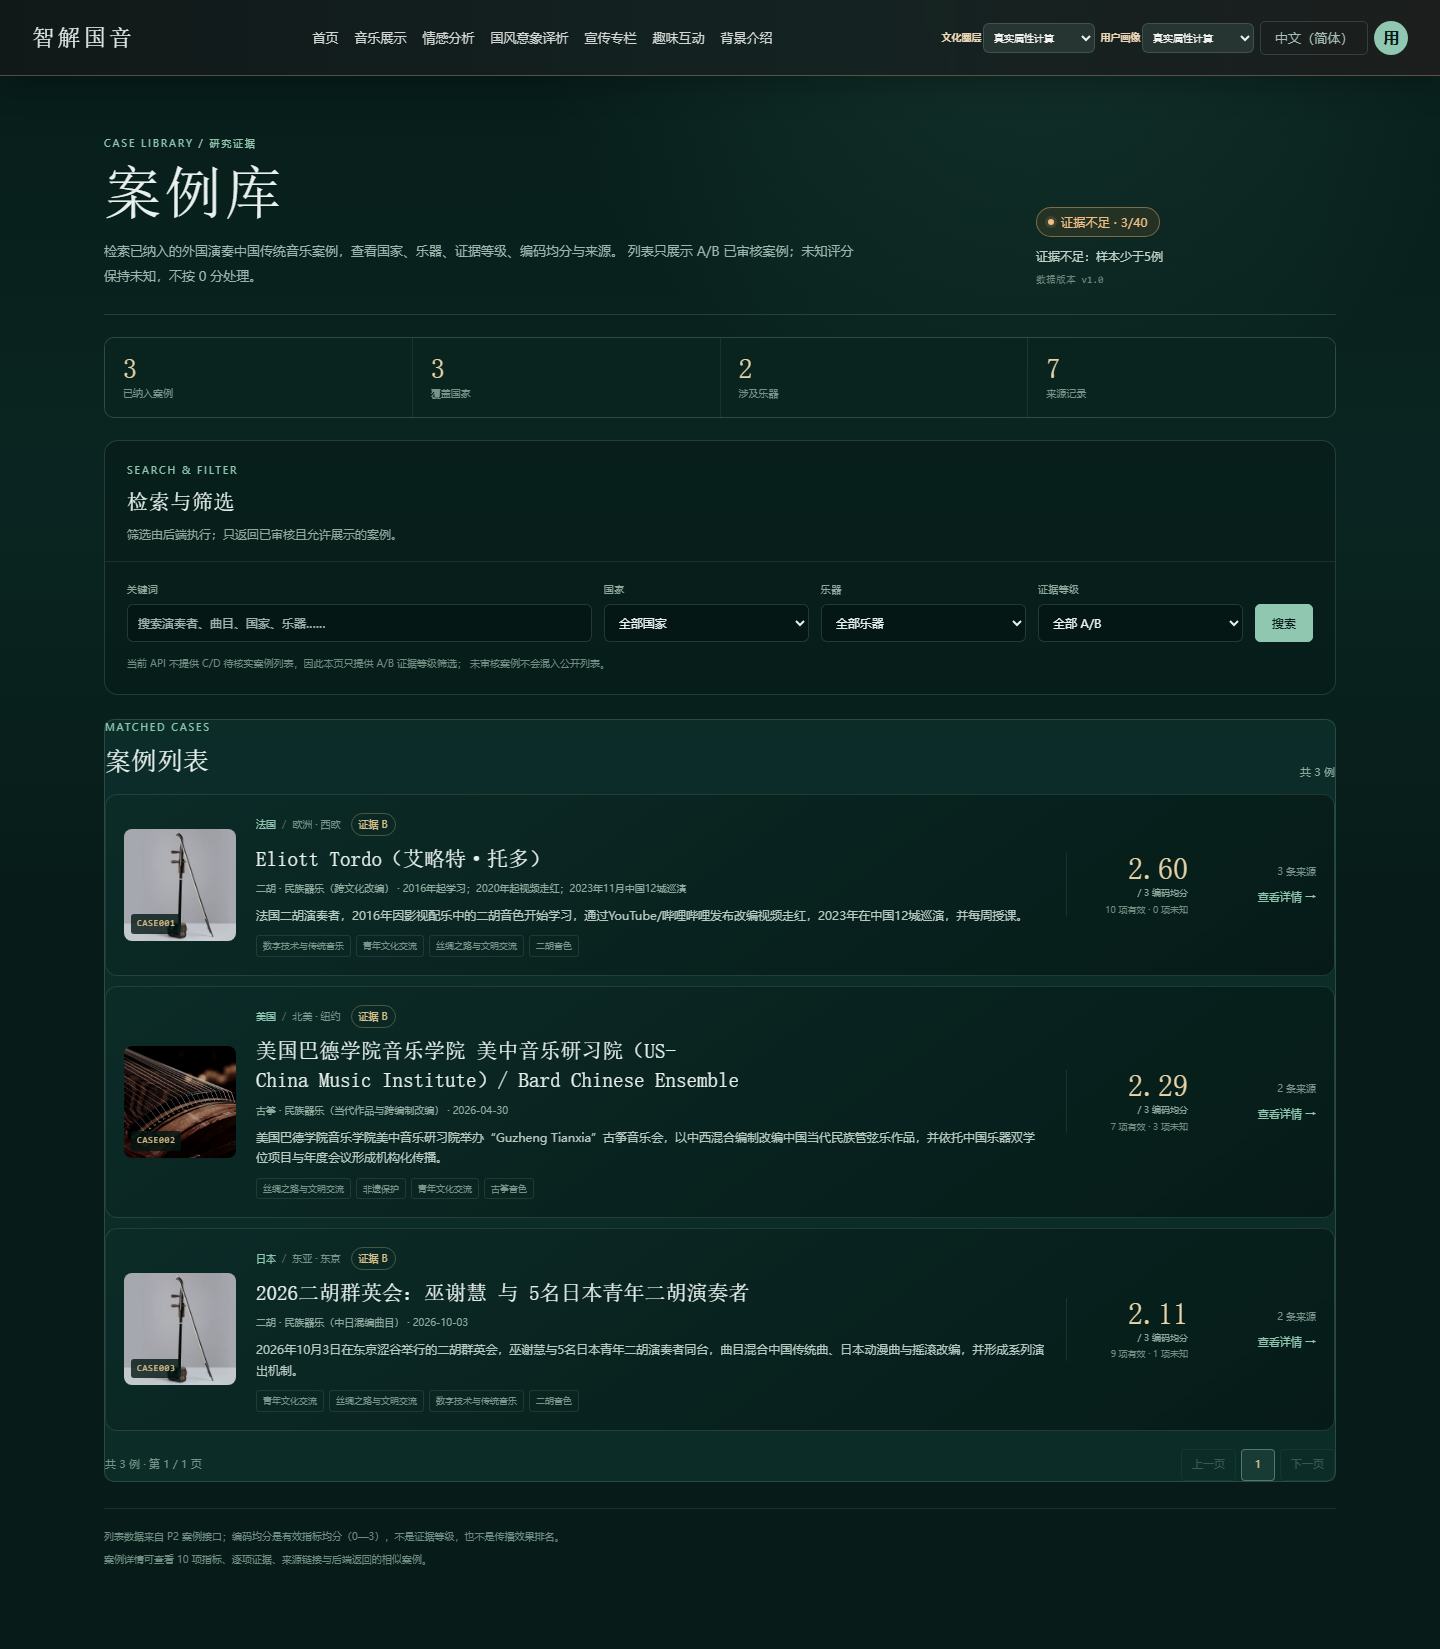 智解国音
首页 音乐展示 情感分析 国风意象译析 宣传专栏 趣味互动 背景介绍
文化圈层 真实属性计算 用户画像 真实属性计算 中文（简体） 用
CASE LIBRARY / 研究证据
案例库
检索已纳入的外国演奏中国传统音乐案例，查看国家、乐器、证据等级、编码均分与来源。 列表只展示 A/B 已审核案例；未知评分
保持未知，不按 0 分处理。
证据不足 · 3/40
证据不足：样本少于5例
数据版本 v1.0
3
已纳入案例
3
覆盖国家
2
涉及乐器
7
来源记录
SEARCH & FILTER
检索与筛选
筛选由后端执行；只返回已审核且允许展示的案例。
关键词 国家 乐器 证据等级
搜索演奏者、曲目、国家、乐器…… 全部国家 全部乐器 全部 A/B 搜索
当前 API 不提供 C/D 待核实案例列表，因此本页只提供 A/B 证据等级筛选； 未审核案例不会混入公开列表。
MATCHED CASES
案例列表
共 3 例
法国 / 欧洲 · 西欧 证据 B
Eliott Tordo（艾略特・托多）
二胡 · 民族器乐（跨文化改编） · 2016年起学习；2020年起视频走红；2023年11月中国12城巡演
法国二胡演奏者，2016年因影视配乐中的二胡音色开始学习，通过YouTube/哔哩哔哩发布改编视频走红，2023年在中国12城巡演，并每周授课。
数字技术与传统音乐 青年文化交流 丝绸之路与文明交流 二胡音色
CASE001
2.60
/ 3 编码均分
10 项有效 · 0 项未知
3 条来源
查看详情 →
美国 / 北美 · 纽约 证据 B
美国巴德学院音乐学院 美中音乐研习院（US-
China Music Institute）/ Bard Chinese Ensemble
古筝 · 民族器乐（当代作品与跨编制改编） · 2026-04-30
美国巴德学院音乐学院美中音乐研习院举办“Guzheng Tianxia”古筝音乐会，以中西混合编制改编中国当代民族管弦乐作品，并依托中国乐器双学
位项目与年度会议形成机构化传播。
丝绸之路与文明交流 非遗保护 青年文化交流 古筝音色
CASE002
2.29
/ 3 编码均分
7 项有效 · 3 项未知
2 条来源
查看详情 →
日本 / 东亚 · 东京 证据 B
2026二胡群英会：巫谢慧 与 5名日本青年二胡演奏者
二胡 · 民族器乐（中日混编曲目） · 2026-10-03
2026年10月3日在东京涩谷举行的二胡群英会，巫谢慧与5名日本青年二胡演奏者同台，曲目混合中国传统曲、日本动漫曲与摇滚改编，并形成系列演
出机制。
青年文化交流 丝绸之路与文明交流 数字技术与传统音乐 二胡音色
CASE003
2.11
/ 3 编码均分
9 项有效 · 1 项未知
2 条来源
查看详情 →
共 3 例 · 第 1 / 1 页
上一页 1 下一页
列表数据来自 P2 案例接口；编码均分是有效指标均分（0—3），不是证据等级，也不是传播效果排名。
案例详情可查看 10 项指标、逐项证据、来源链接与后端返回的相似案例。